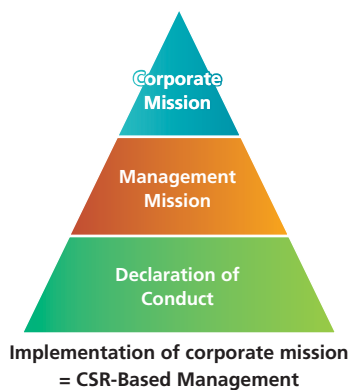 Corporate
Mission
Management
Mission
Declaration of
Conduct
Implementation of corporate mission
= CSR-Based Management